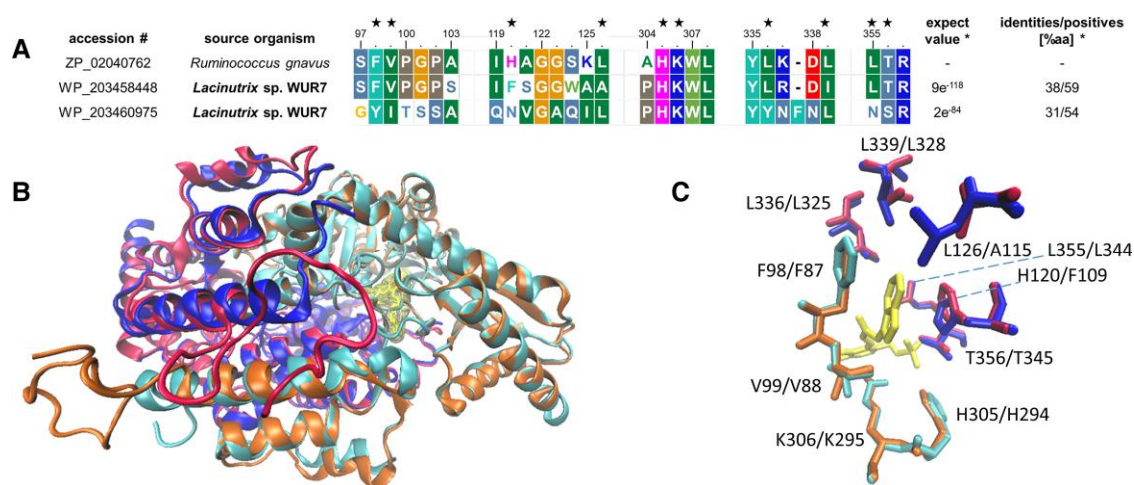 A
accession #
source organism
★ ★ ★ ★ ★ ★ ★ ★ ★ ★
97 100 103 119 122 125 304 307 335 338 355
expect value *
identities/positives [%aa] *
ZP_02040762 Ruminococcus gnavus S F V P G P A I H A G G S K L A H K W L Y L K - D L L T R - -
WP_203458448 Lacinutrix sp. WUR7 S F V P G P S I F S G G W A A P H K W L Y L R - D I L T R 9e-118 38/59
WP_203460975 Lacinutrix sp. WUR7 G Y I T S S A Q N V G A Q I L P H K W L Y Y N F N L N S R 2e-84 31/54
B
C
L339/L328
L336/L325
L126/A115
L355/L344
F98/F87
H120/F109
T356/T345
V99/V88
H305/H294
K306/K295